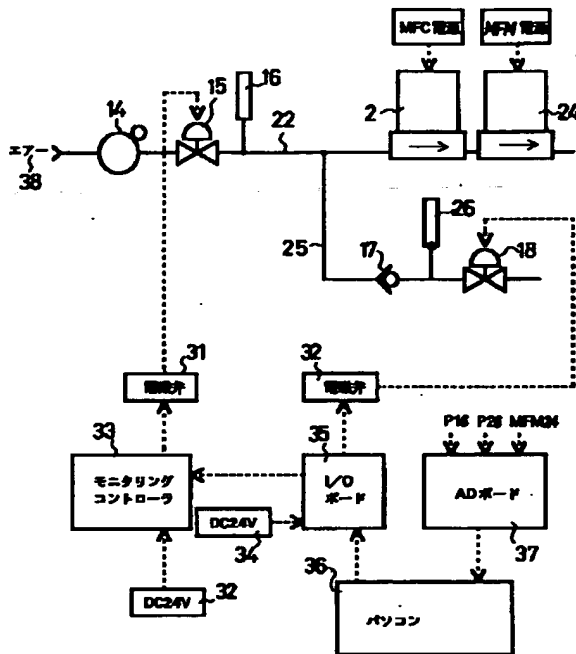 MFC電源
MFM電源
16
15
14
2
24
22
エアー
38
26
25
17
18
31
電磁弁
32
電磁弁
33
モニタリング
コントローラ
35
I/O
ボード
P16 P26 MFM24
ADボード
37
DC24V
34
DC24V
32
36
パソコン